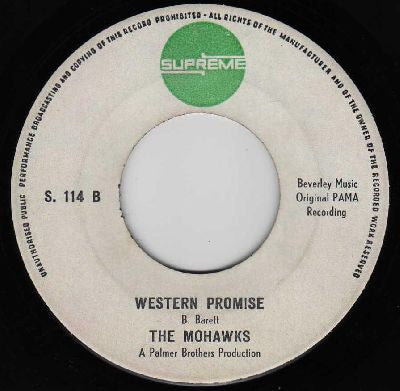 UNAUTHORISED PUBLIC PERFORMANCE BROADCASTING AND COPYING OF THIS RECORD PROHIBITED - ALL RIGHTS OF THE MANUFACTURER AND OF THE OWNER OF THE RECORDED WORK RESERVED
SUPREME
S. 114 B
Beverley Music
Original PAMA
Recording
WESTERN PROMISE
B. Barett
THE MOHAWKS
A Palmer Brothers Production